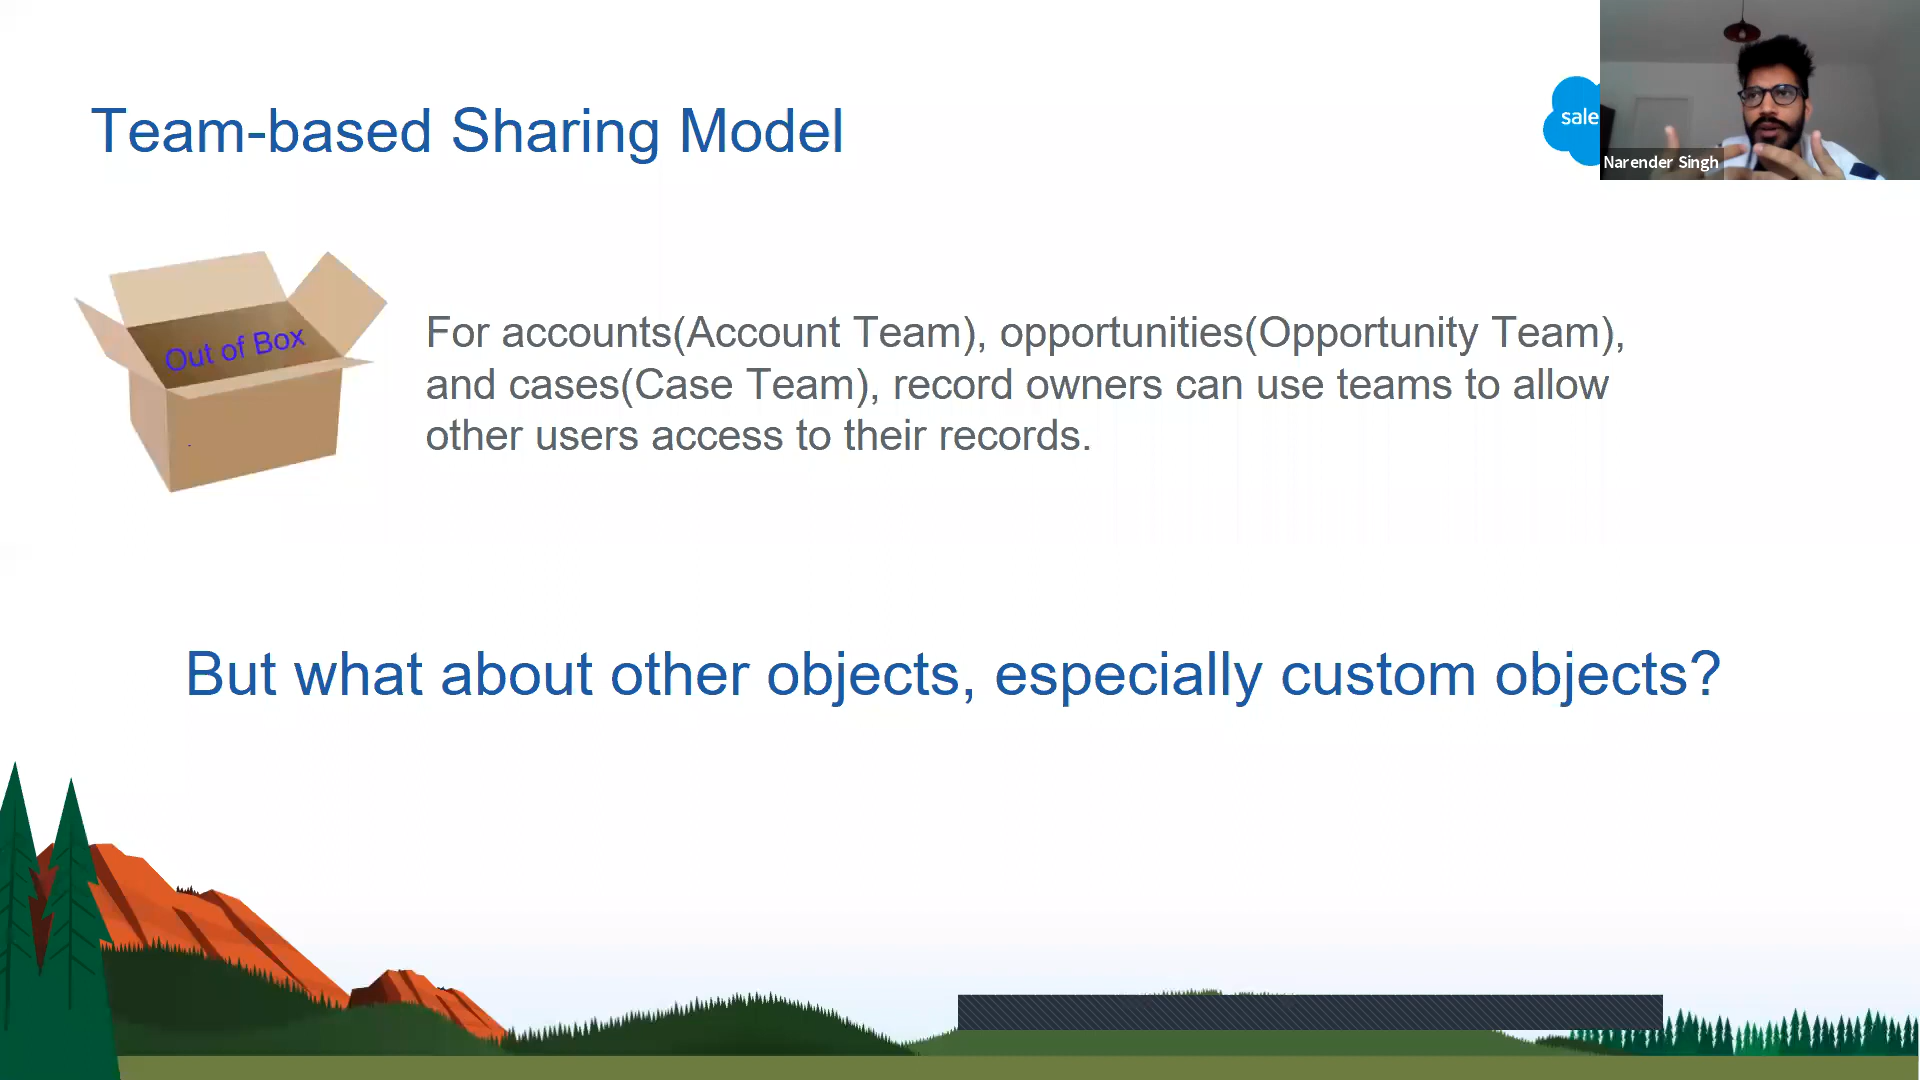 Team-based Sharing Model
sale
Narender Singh
Out of Box
For accounts(Account Team), opportunities(Opportunity Team),
and cases(Case Team), record owners can use teams to allow
other users access to their records.
But what about other objects, especially custom objects?